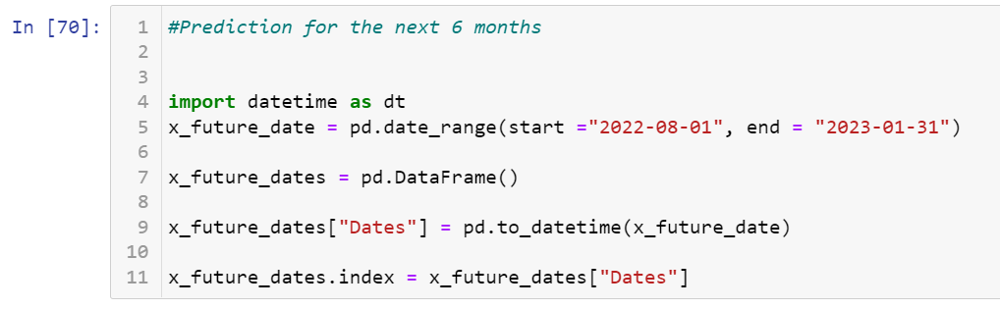 In [70]:
1 #Prediction for the next 6 months
2
3
4 import datetime as dt
5 x_future_date = pd.date_range(start ="2022-08-01", end = "2023-01-31")
6
7 x_future_dates = pd.DataFrame()
8
9 x_future_dates["Dates"] = pd.to_datetime(x_future_date)
10
11 x_future_dates.index = x_future_dates["Dates"]